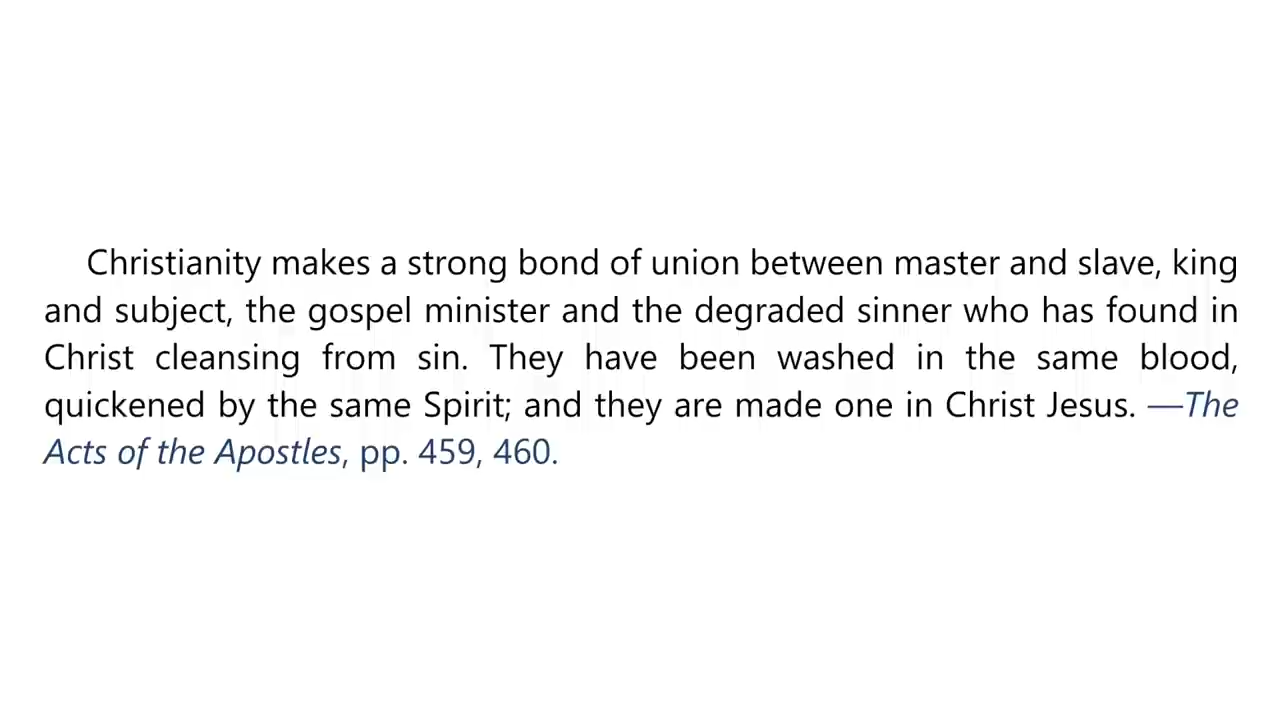 Christianity makes a strong bond of union between master and slave, king
and subject, the gospel minister and the degraded sinner who has found in
Christ cleansing from sin. They have been washed in the same blood,
quickened by the same Spirit; and they are made one in Christ Jesus. —The
Acts of the Apostles, pp. 459, 460.